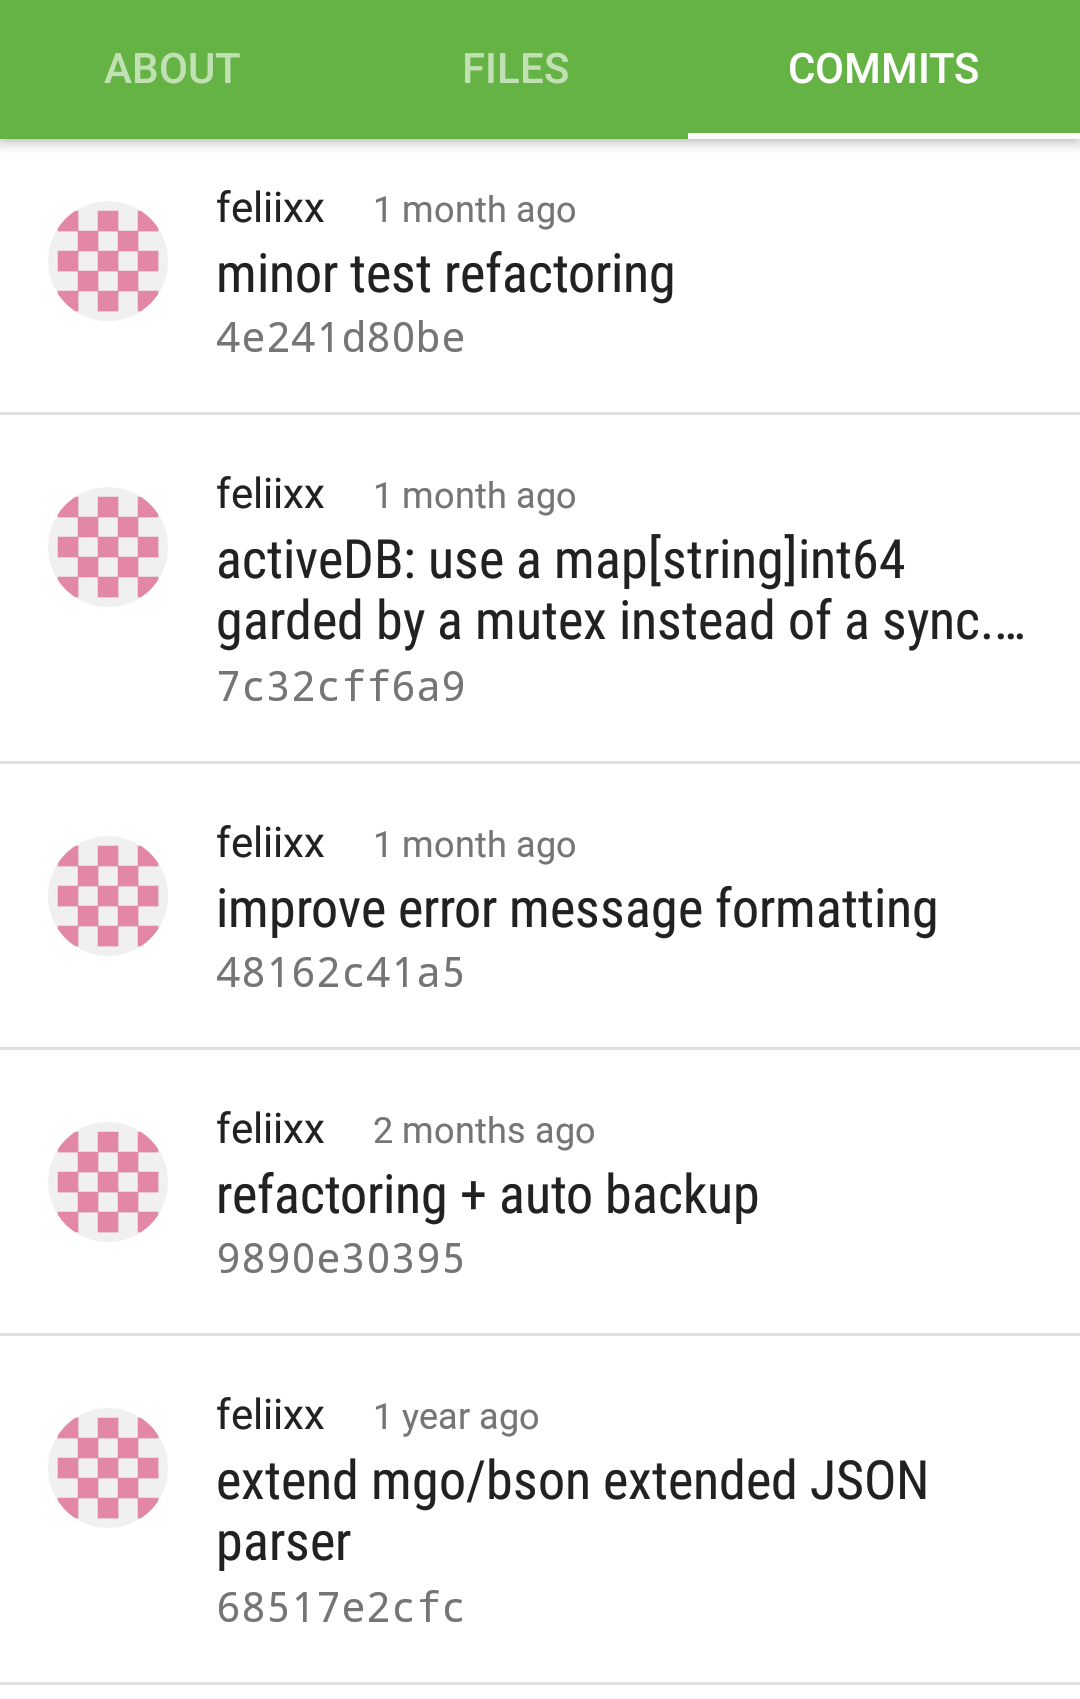 ABOUT FILES COMMITS
feliixx 1 month ago
minor test refactoring
4e241d80be
feliixx 1 month ago
activeDB: use a map[string]int64
garded by a mutex instead of a sync.…
7c32cff6a9
feliixx 1 month ago
improve error message formatting
48162c41a5
feliixx 2 months ago
refactoring + auto backup
9890e30395
feliixx 1 year ago
extend mgo/bson extended JSON
parser
68517e2cfc